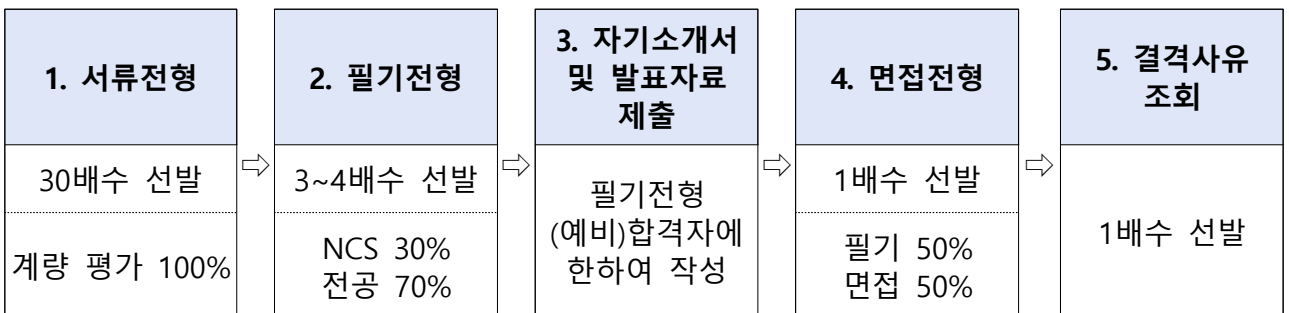 1. 서류전형
30배수 선발
계량 평가 100%
2. 필기전형
3~4배수 선발
NCS 30%
전공 70%
3. 자기소개서
및 발표자료
제출
필기전형
(예비)합격자에
한하여 작성
4. 면접전형
1배수 선발
필기 50%
면접 50%
5. 결격사유
조회
1배수 선발